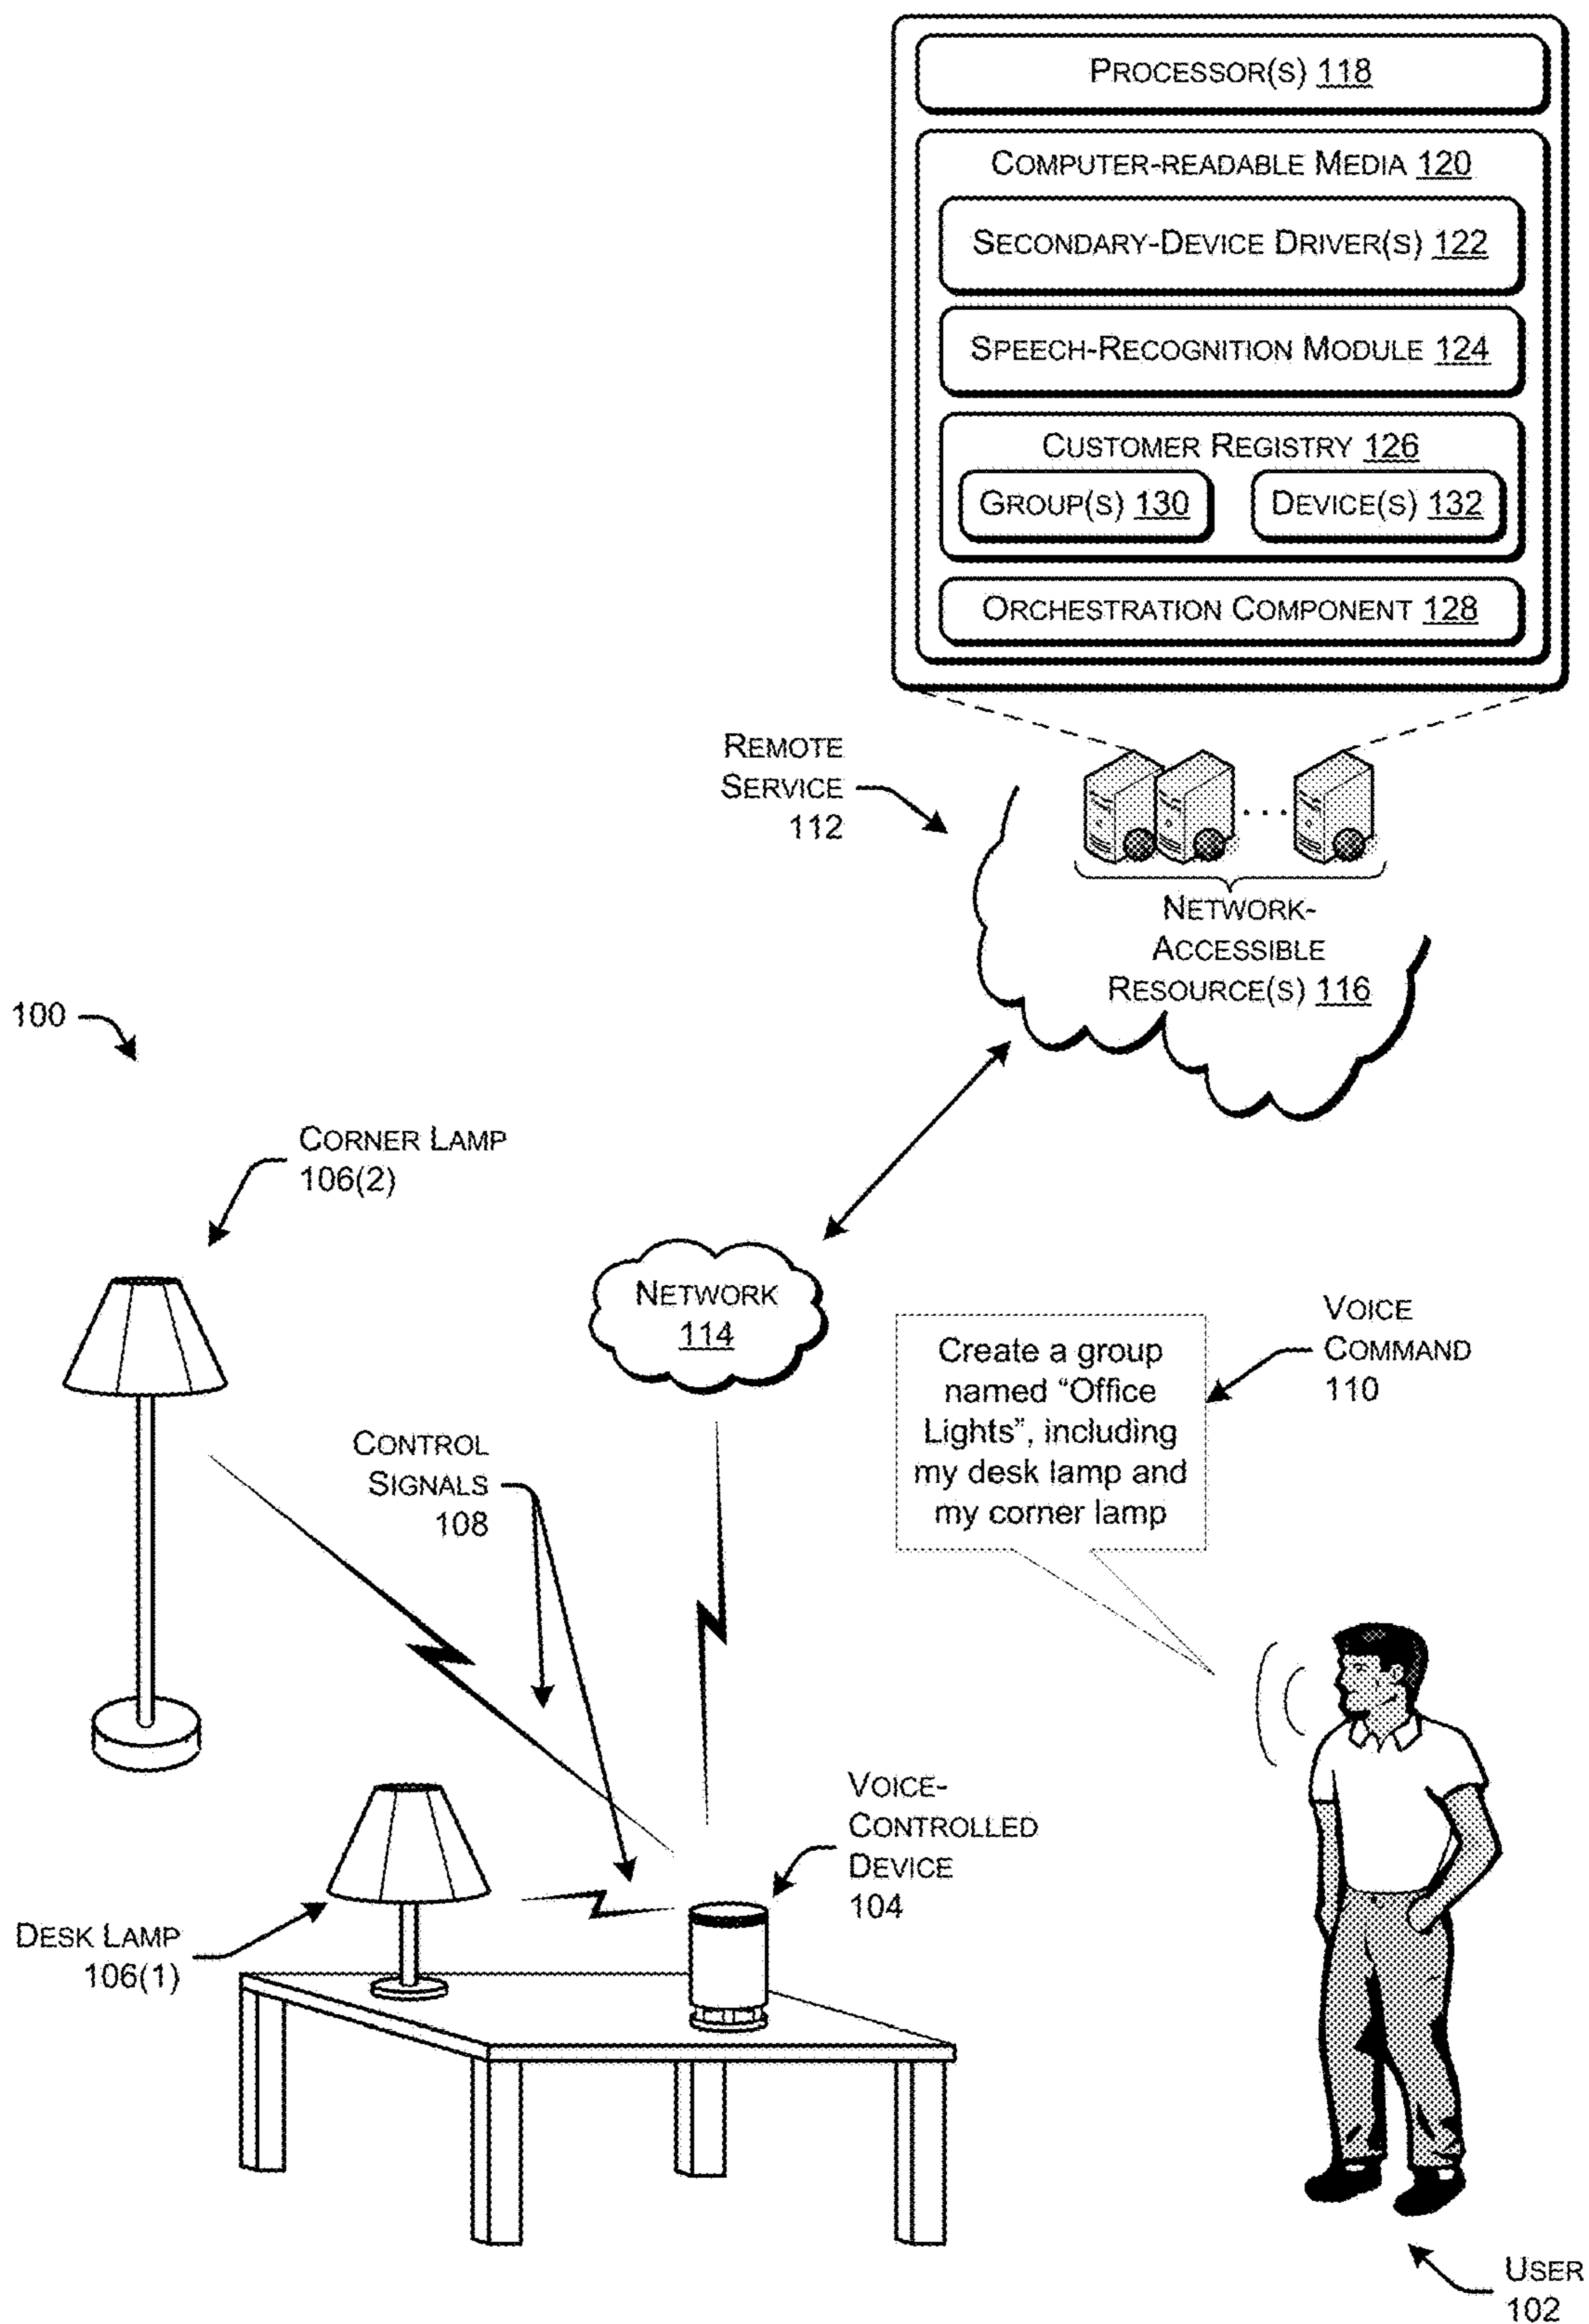 PROCESSOR(S) 118
COMPUTER-READABLE MEDIA 120
SECONDARY-DEVICE DRIVER(S) 122
SPEECH-RECOGNITION MODULE 124
CUSTOMER REGISTRY 126
GROUP(S) 130
DEVICE(S) 132
ORCHESTRATION COMPONENT 128
REMOTE
SERVICE
112
NETWORK-
ACCESSIBLE
RESOURCE(S) 116
100
CORNER LAMP
106(2)
NETWORK
114
VOICE
COMMAND
110
Create a group
named “Office
Lights”, including
my desk lamp and
my corner lamp
CONTROL
SIGNALS
108
VOICE-
CONTROLLED
DEVICE
104
DESK LAMP
106(1)
USER
102